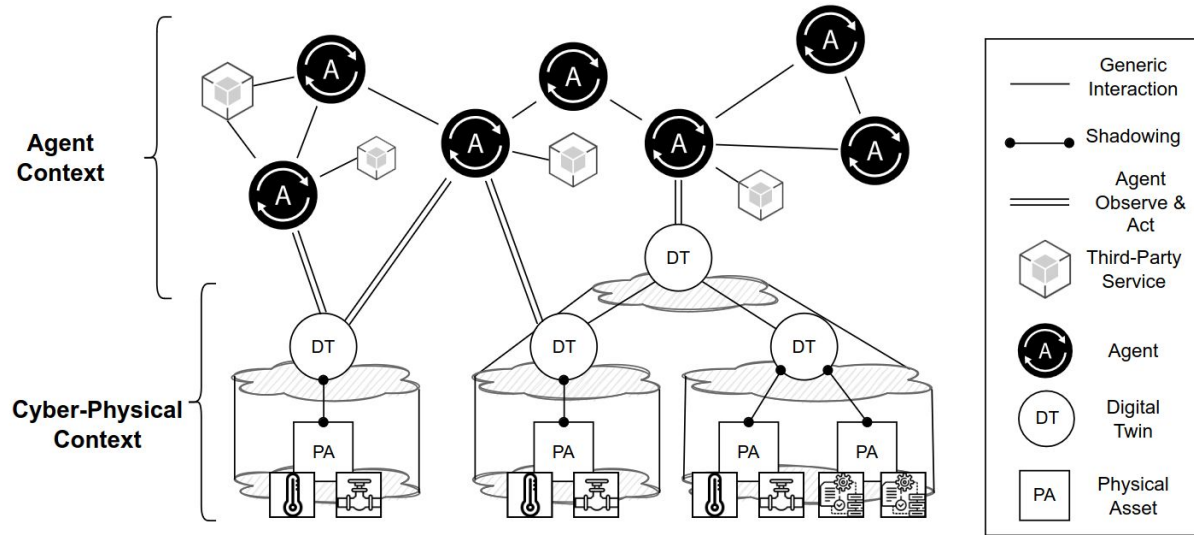 A
A
A
A
A
A
A
Agent
Context
DT
DT
DT
DT
Cyber-Physical
Context
PA
PA
PA
PA
Generic
Interaction
Shadowing
Agent
Observe &
Act
Third-Party
Service
A
Agent
DT
Digital
Twin
PA
Physical
Asset